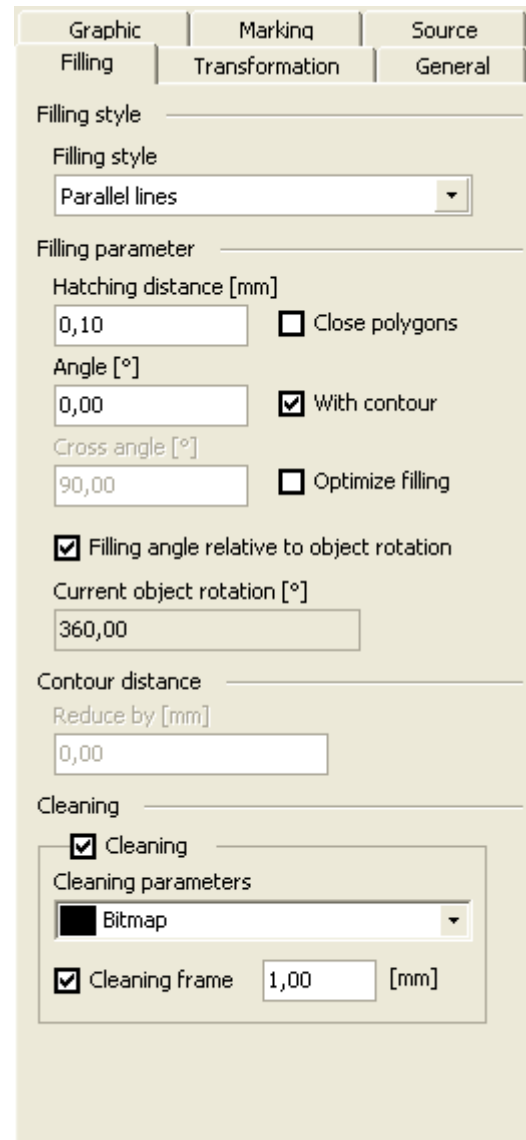 Graphic Marking Source
Filling Transformation General
Filling style
Filling style
Parallel lines
Filling parameter
Hatching distance [mm]
0,10 Close polygons
Angle [°]
0,00 With contour
Cross angle [°]
90,00 Optimize filling
Filling angle relative to object rotation
Current object rotation [°]
360,00
Contour distance
Reduce by [mm]
0,00
Cleaning
Cleaning
Cleaning parameters
Bitmap
Cleaning frame 1,00 [mm]